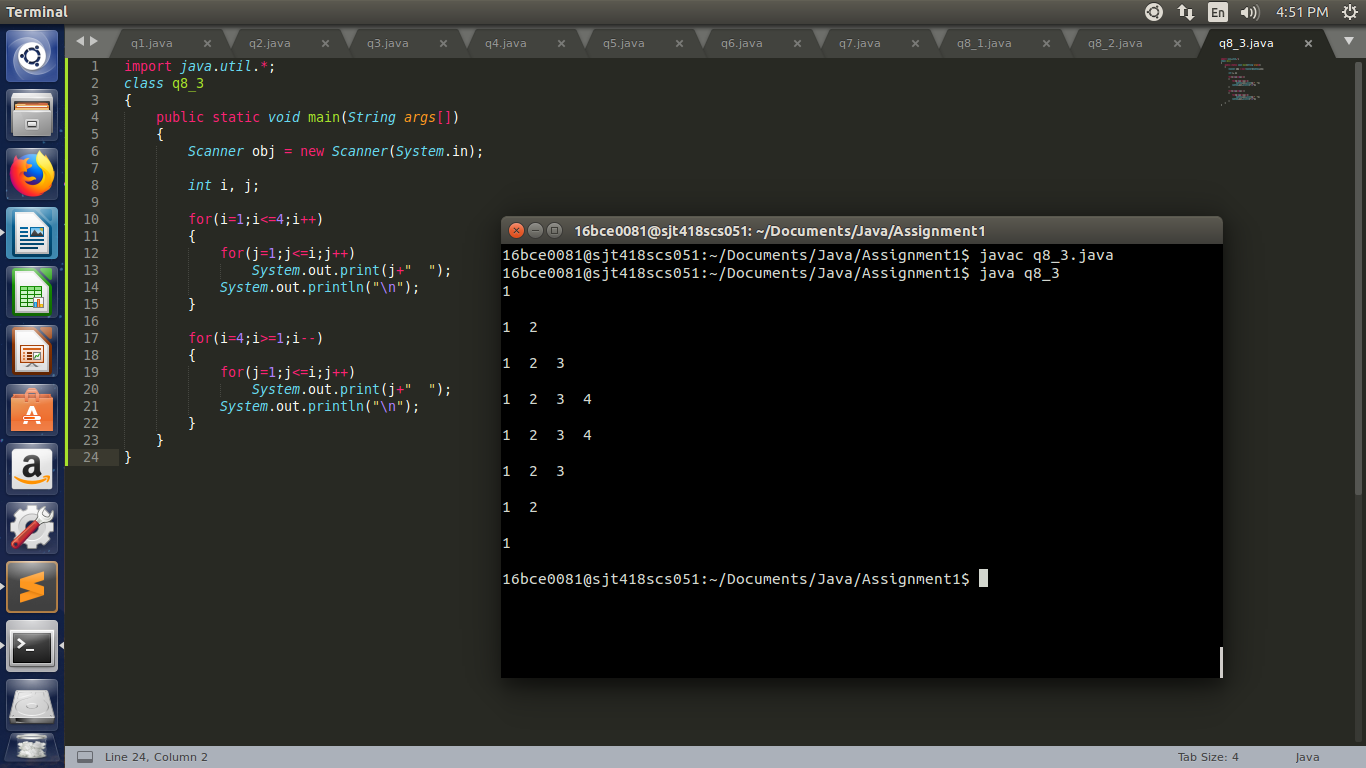 Terminal
En
4:51 PM
q1.java × q2.java × q3.java × q4.java × q5.java × q6.java × q7.java × q8_1.java × q8_2.java × q8_3.java ×
1 import java.util.*;
2 class q8_3
3 {
4     public static void main(String args[])
5     {
6         Scanner obj = new Scanner(System.in);
7
8         int i, j;
9
10         for(i=1;i<=4;i++)
11         {
12             for(j=1;j<=i;j++)
13                 System.out.print(j+"  ");
14             System.out.println("\n");
15         }
16
17         for(i=4;i>=1;i--)
18         {
19             for(j=1;j<=i;j++)
20                 System.out.print(j+"  ");
21             System.out.println("\n");
22         }
23     }
24 }
16bce0081@sjt418scs051: ~/Documents/Java/Assignment1
16bce0081@sjt418scs051:~/Documents/Java/Assignment1$ javac q8_3.java
16bce0081@sjt418scs051:~/Documents/Java/Assignment1$ java q8_3
1
1  2
1  2  3
1  2  3  4
1  2  3  4
1  2  3
1  2
1
16bce0081@sjt418scs051:~/Documents/Java/Assignment1$
Line 24, Column 2
Tab Size: 4
Java